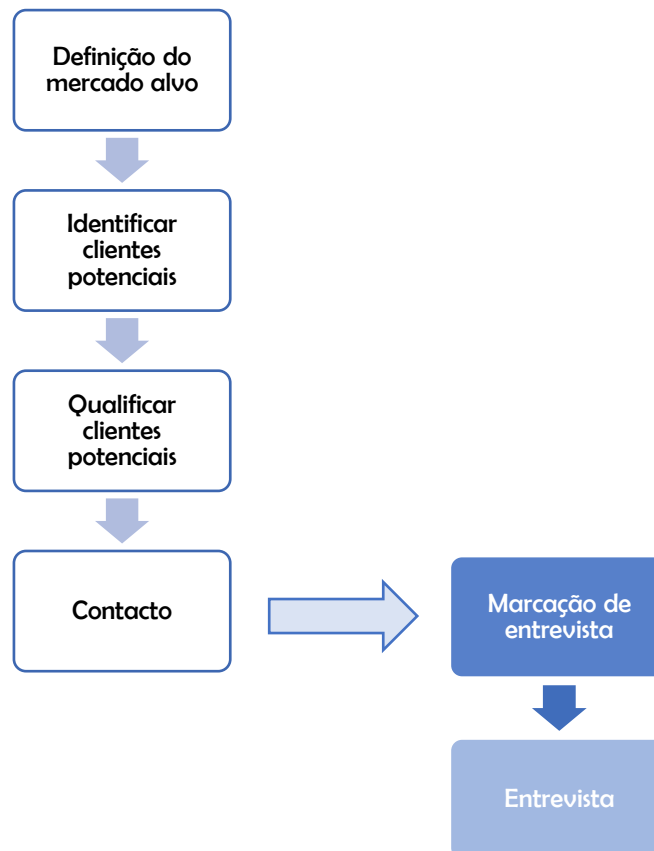 Definição do
mercado alvo
Identificar
clientes
potenciais
Qualificar
clientes
potenciais
Contacto
Marcação de
entrevista
Entrevista